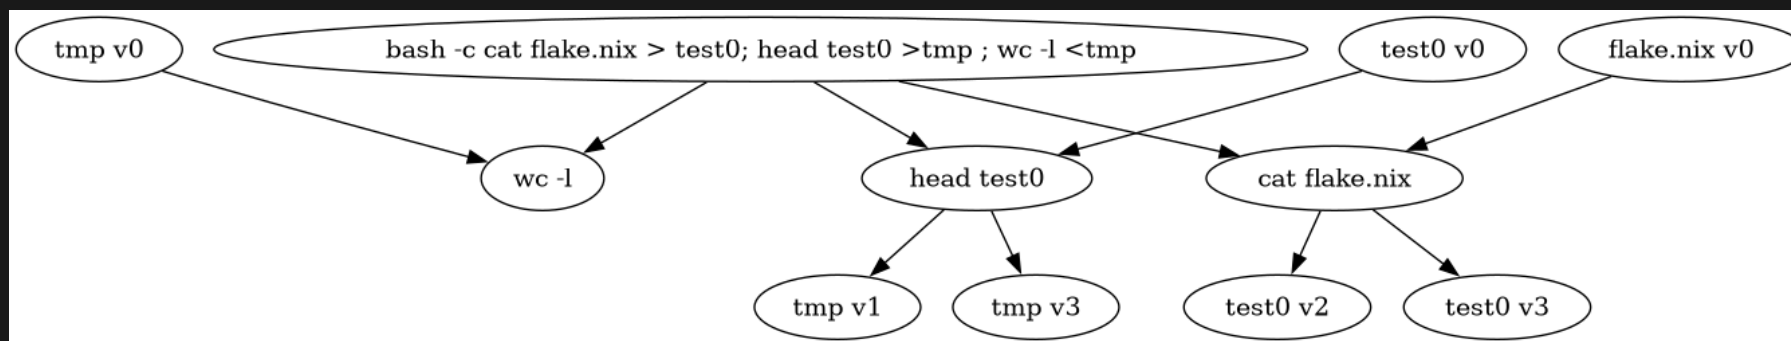 tmp v0
bash -c cat flake.nix > test0; head test0 >tmp ; wc -l <tmp
test0 v0
flake.nix v0
wc -l
head test0
cat flake.nix
tmp v1
tmp v3
test0 v2
test0 v3